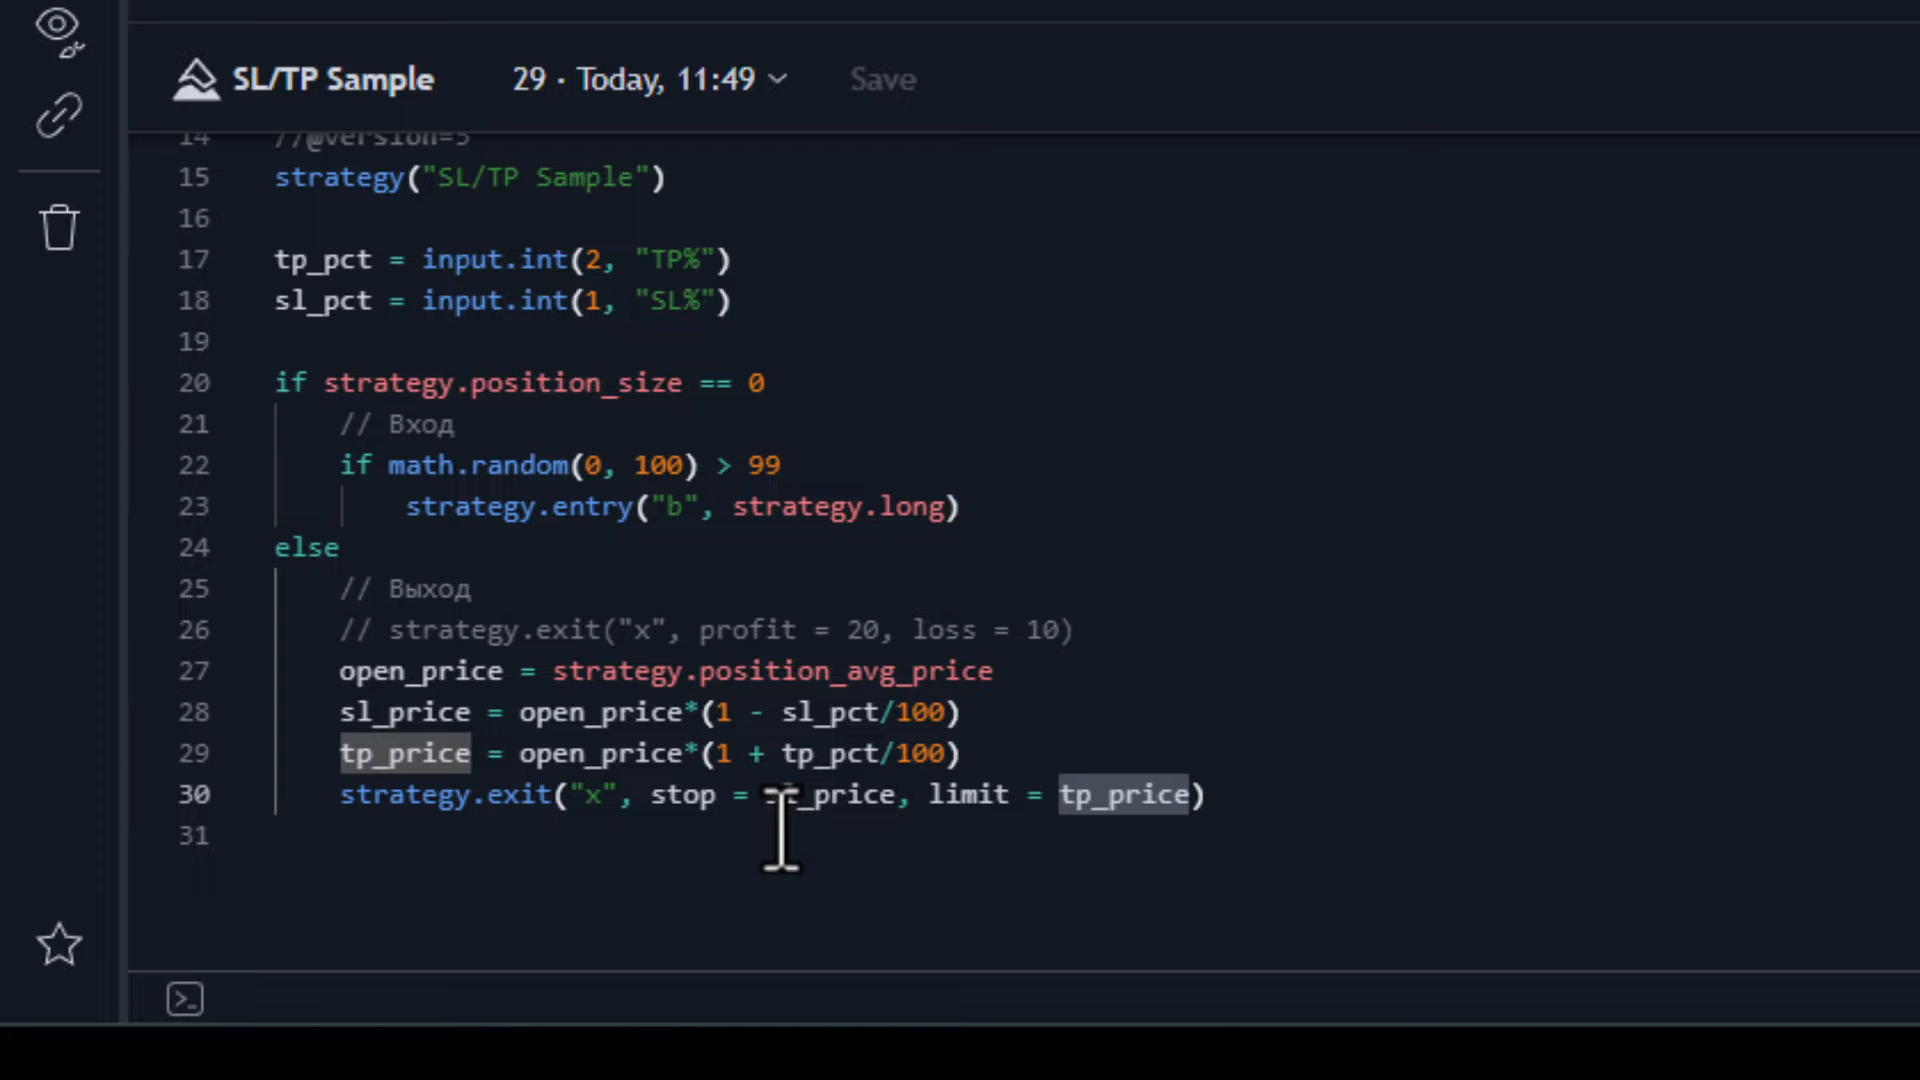 SL/TP Sample 29 · Today, 11:49 Save
14 //@version=5
15 strategy("SL/TP Sample")
16
17 tp_pct = input.int(2, "TP%")
18 sl_pct = input.int(1, "SL%")
19
20 if strategy.position_size == 0
21 // Вход
22 if math.random(0, 100) > 99
23 strategy.entry("b", strategy.long)
24 else
25 // Выход
26 // strategy.exit("x", profit = 20, loss = 10)
27 open_price = strategy.position_avg_price
28 sl_price = open_price*(1 - sl_pct/100)
29 tp_price = open_price*(1 + tp_pct/100)
30 strategy.exit("x", stop = sl_price, limit = tp_price)
31